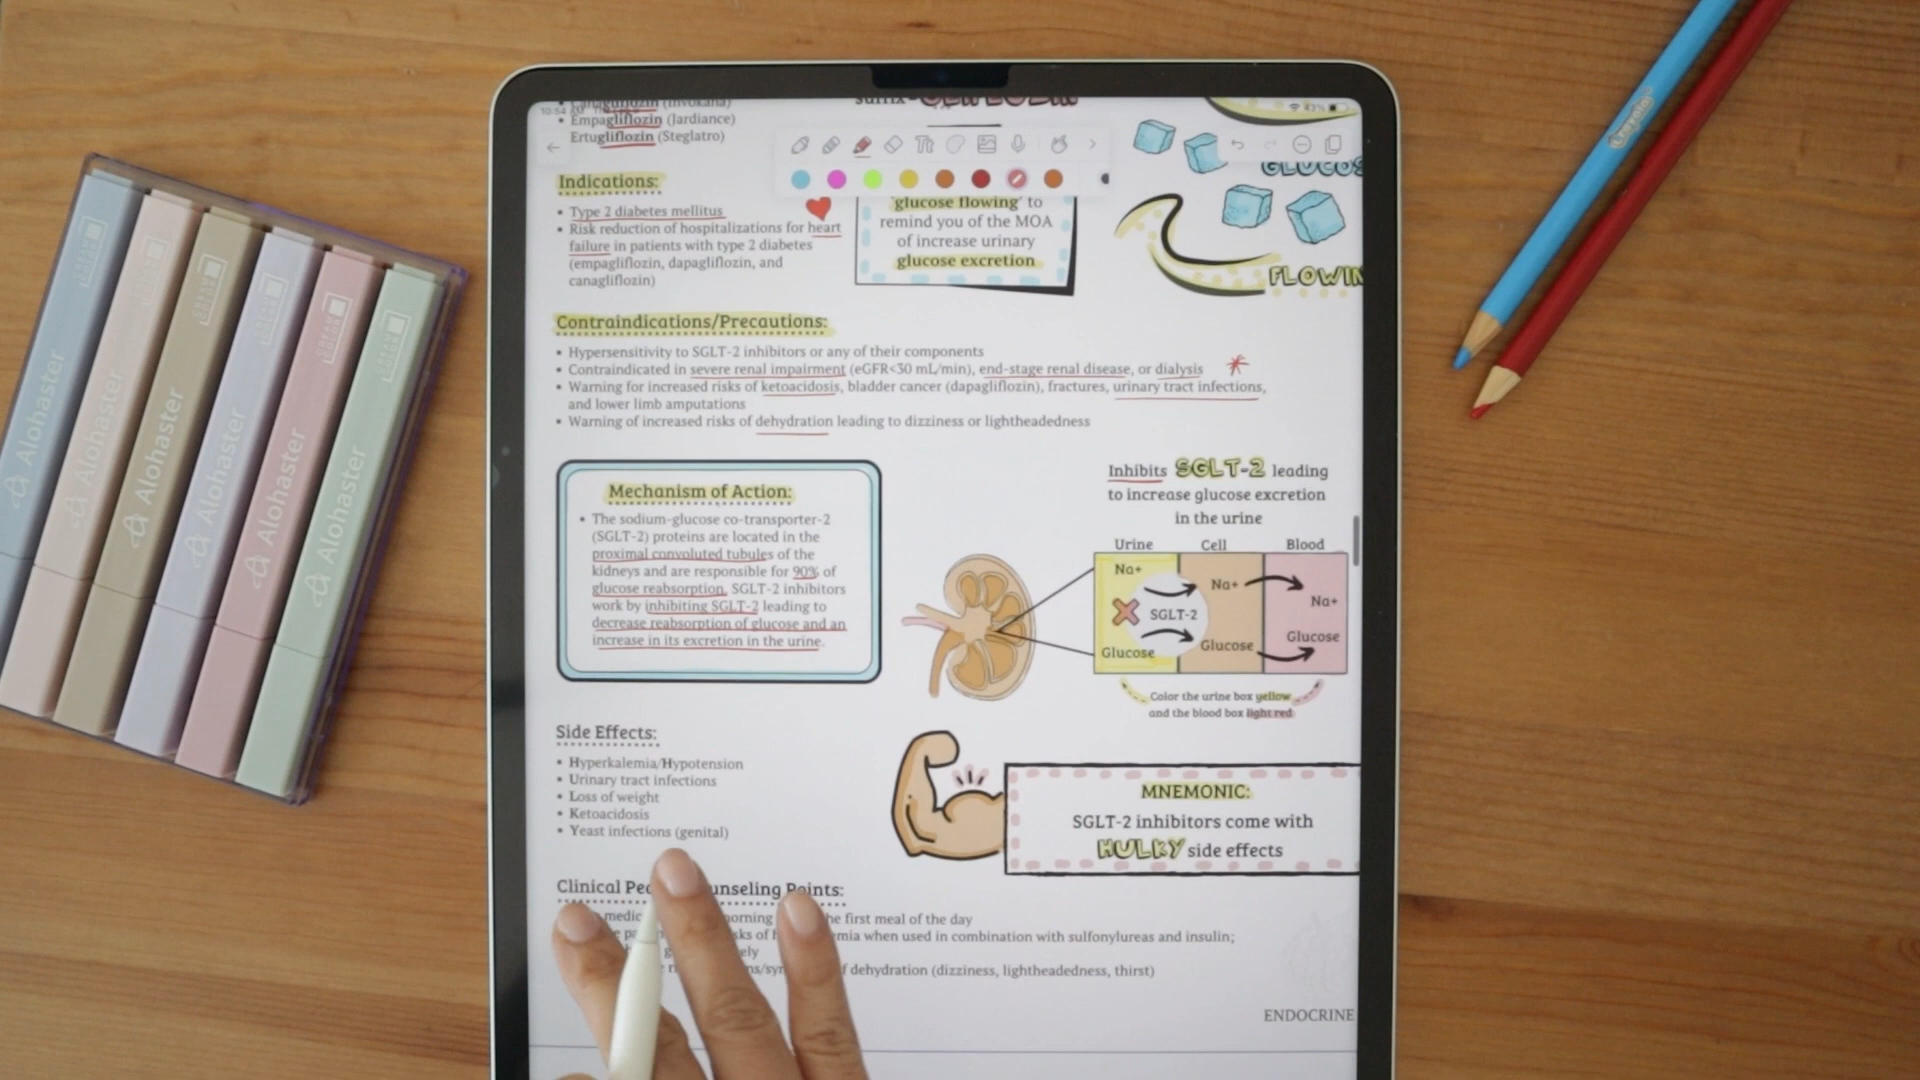 Empagliflozin (Jardiance)
Ertugliflozin (Steglatro)
Indications:
• Type 2 diabetes mellitus
• Risk reduction of hospitalizations for heart
failure in patients with type 2 diabetes
(empagliflozin, dapagliflozin, and
canagliflozin)
'glucose flowing' to
remind you of the MOA
of increase urinary
glucose excretion
Contraindications/Precautions:
• Hypersensitivity to SGLT-2 inhibitors or any of their components
• Contraindicated in severe renal impairment (eGFR<30 mL/min), end-stage renal disease, or dialysis
• Warning for increased risks of ketoacidosis, bladder cancer (dapagliflozin), fractures, urinary tract infections,
and lower limb amputations
• Warning of increased risks of dehydration leading to dizziness or lightheadedness
Mechanism of Action:
• The sodium-glucose co-transporter-2
(SGLT-2) proteins are located in the
proximal convoluted tubules of the
kidneys and are responsible for 90% of
glucose reabsorption. SGLT-2 inhibitors
work by inhibiting SGLT-2 leading to
decrease reabsorption of glucose and an
increase in its excretion in the urine.
Inhibits SGLT-2 leading
to increase glucose excretion
in the urine
Urine Cell Blood
Na+
Na+
Na+
SGLT-2
Glucose
Glucose
Glucose
Color the urine box yellow
and the blood box light red
Side Effects:
• Hyperkalemia/Hypotension
• Urinary tract infections
• Loss of weight
• Ketoacidosis
• Yeast infections (genital)
MNEMONIC:
SGLT-2 inhibitors come with
HULKY side effects
Clinical Points:
the first meal of the day
when used in combination with sulfonylureas and insulin;
of dehydration (dizziness, lightheadedness, thirst)
ENDOCRINE
Alohaster
Alohaster
Alohaster
Alohaster
Alohaster
Alohaster
Crayola